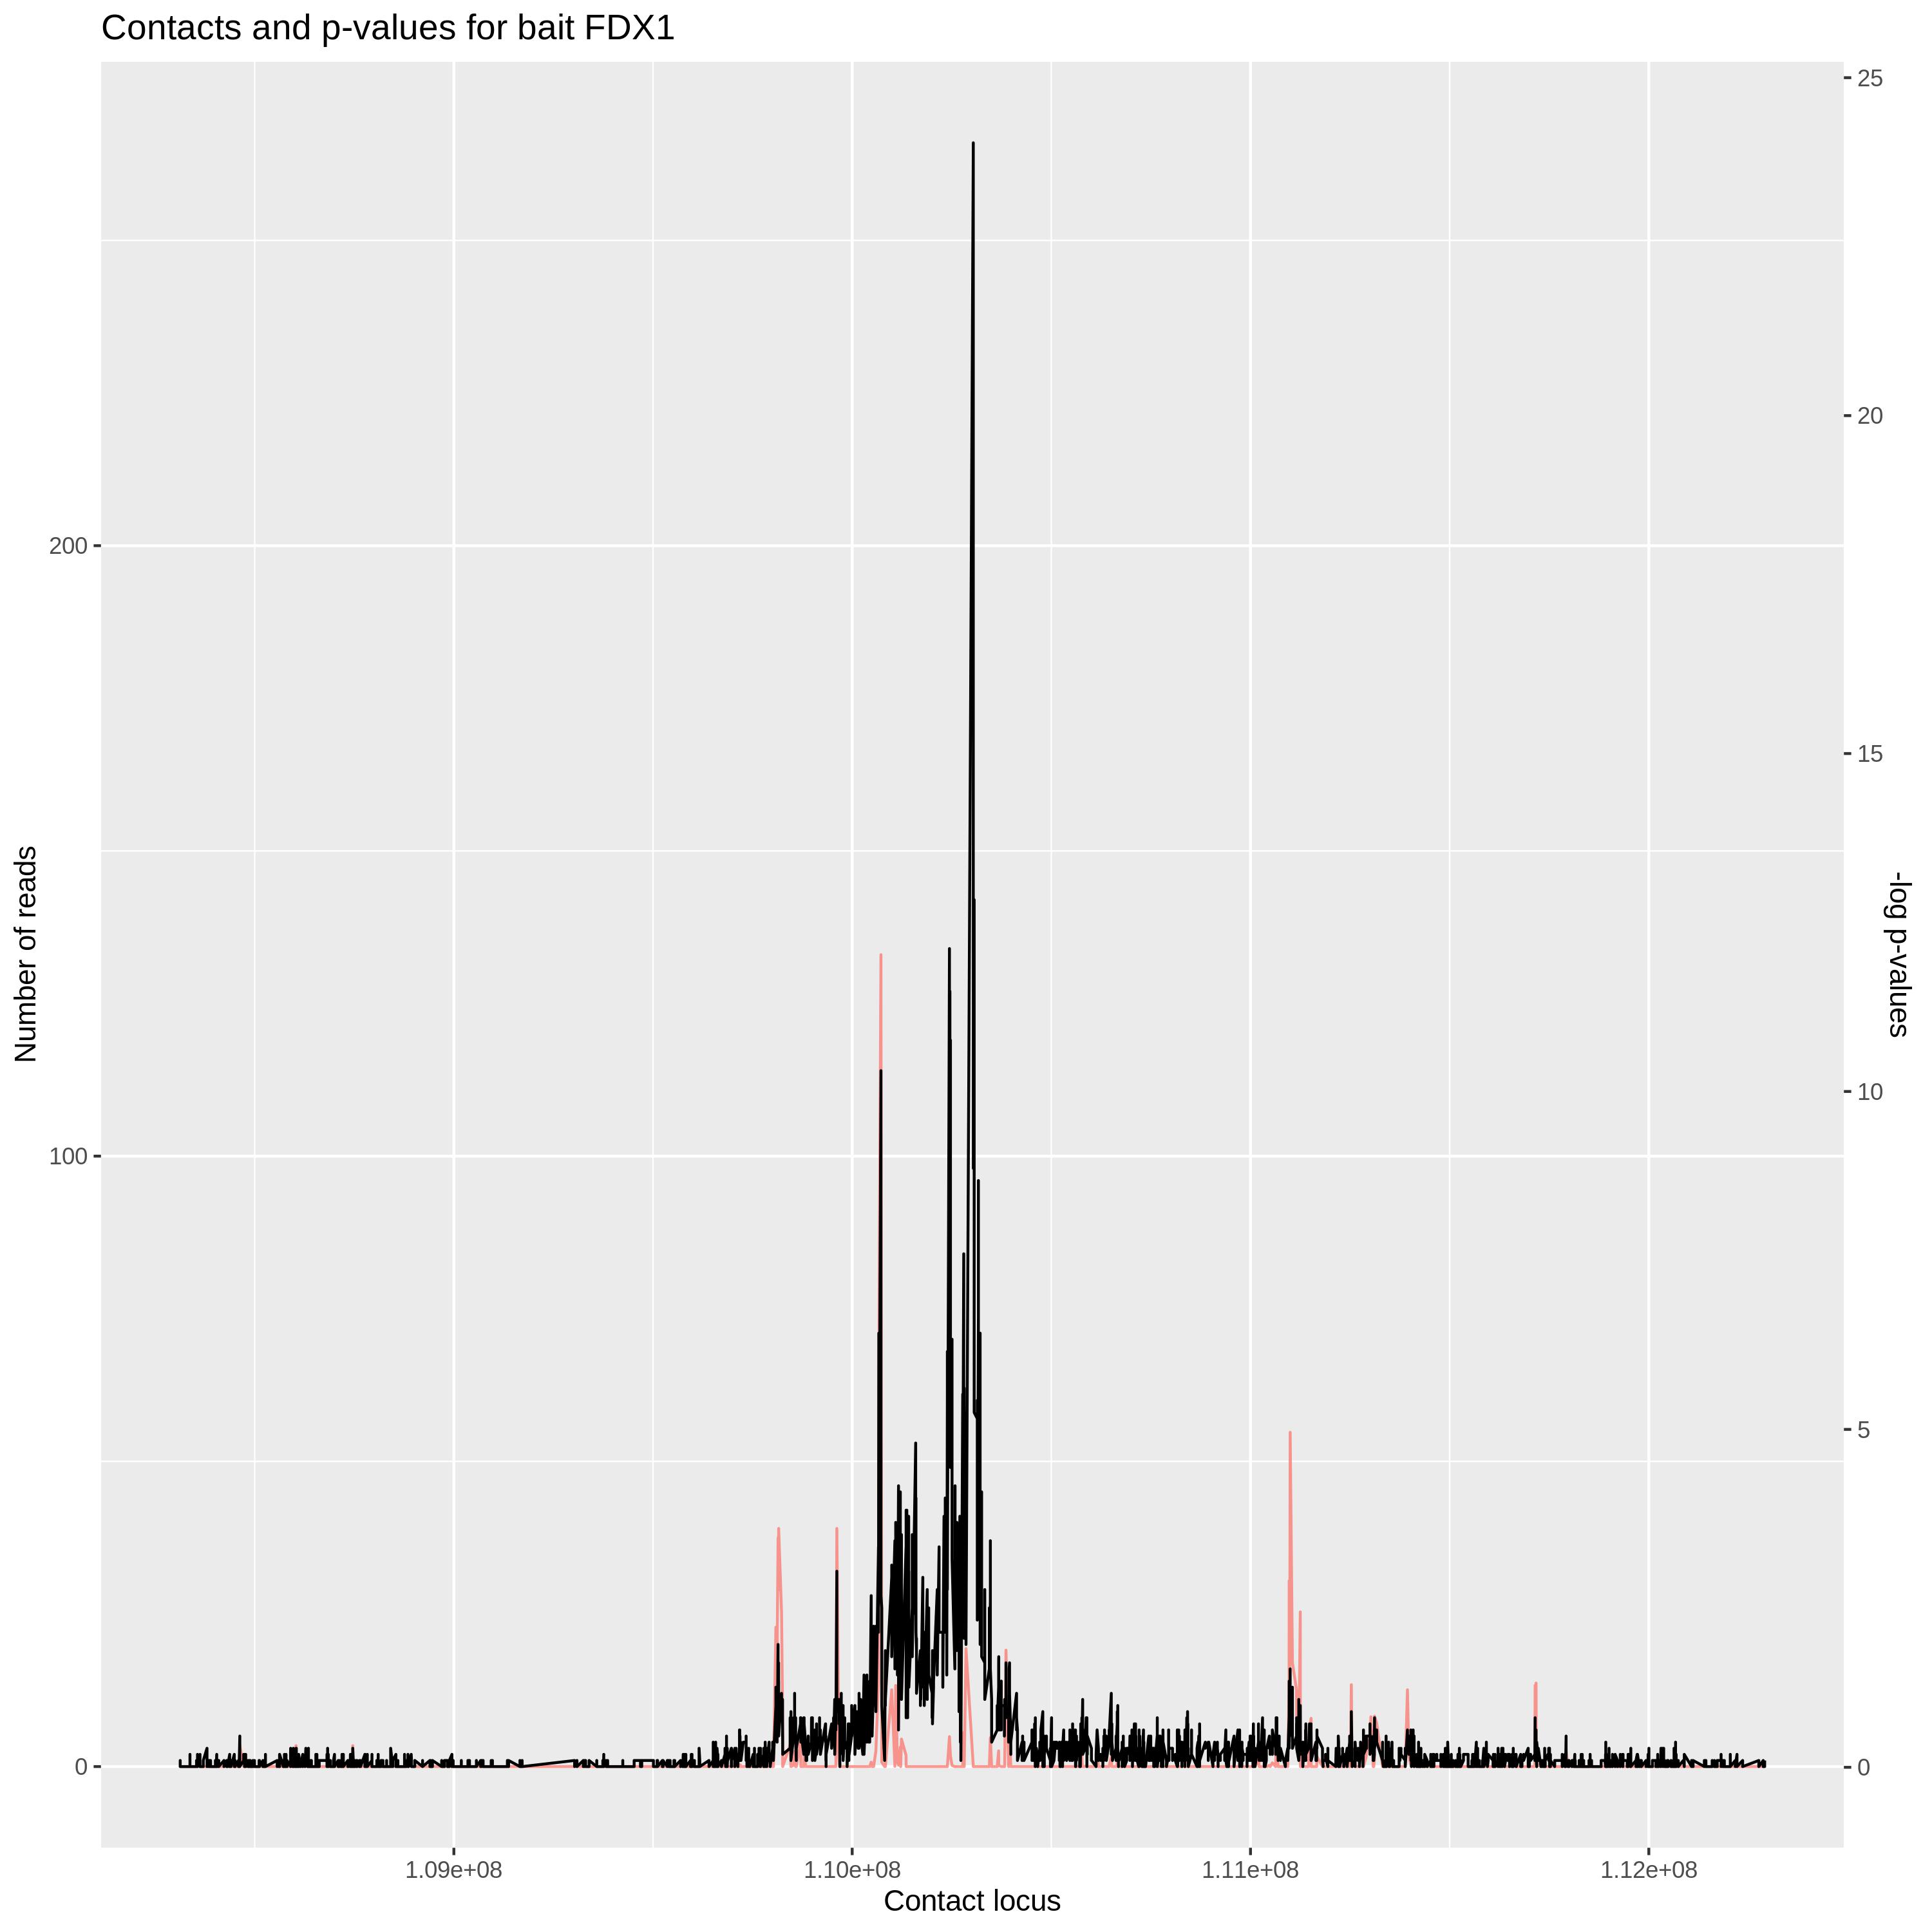 Contacts and p-values for bait FDX1
Number of reads
200
100
0
25
20
15
10
5
0
-log p-values
1.09e+08
1.10e+08
1.11e+08
1.12e+08
Contact locus